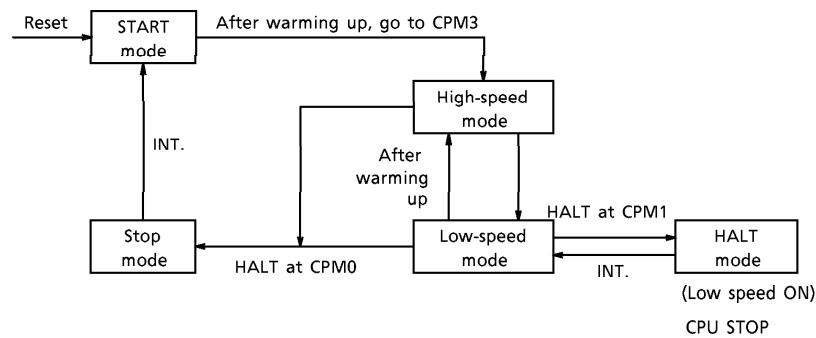 Reset
START
mode
After warming up, go to CPM3
High-speed
mode
INT.
After
warming
up
Stop
mode
HALT at CPM0
Low-speed
mode
HALT at CPM1
INT.
HALT
mode
(Low speed ON)
CPU STOP